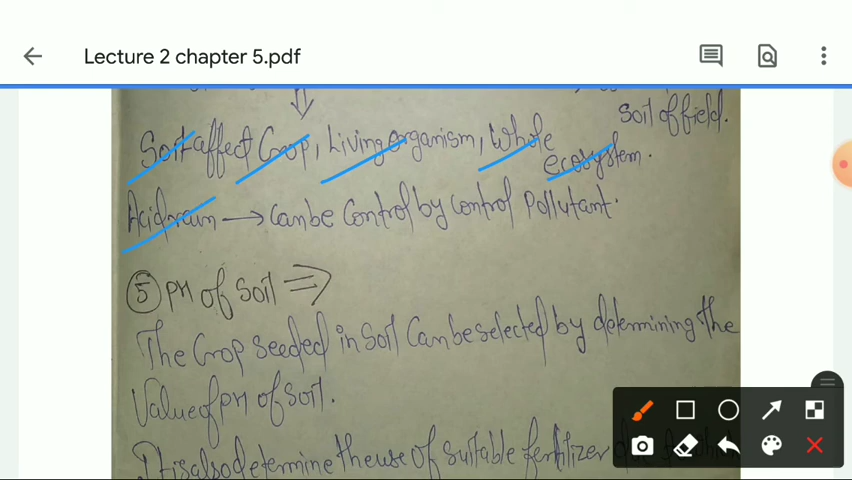 Lecture 2 chapter 5.pdf
Soil of field.
Soil affect Crop, Living organism, Whole
ecosystem.
Acid rain → Can be Control by Control Pollutant.
⑤ PH of Soil ⇒
The Crop seeded in Soil Can be selected by determining the
Value of PH of Soil.
It is also determine the use of suitable fertilizer